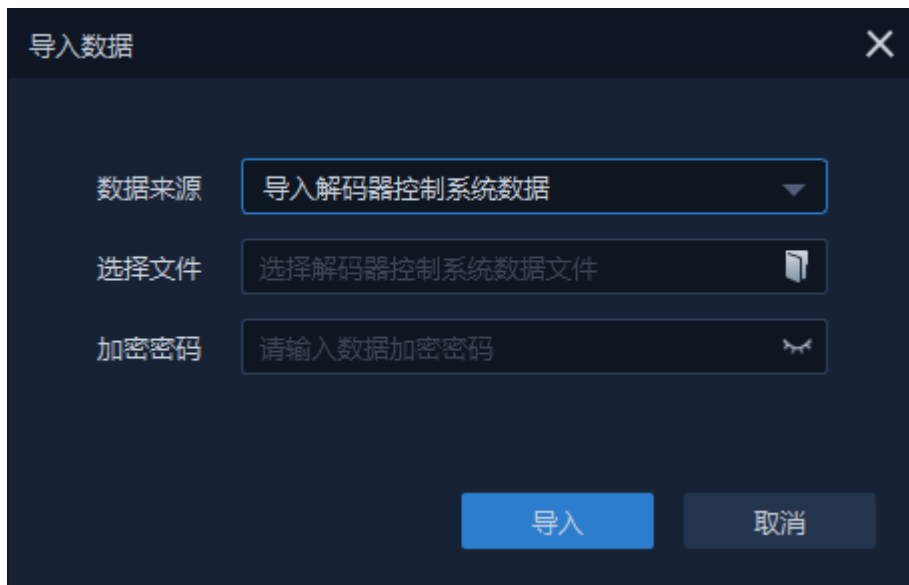 导入数据
数据来源 导入解码器控制系统数据
选择文件 选择解码器控制系统数据文件
加密密码 请输入数据加密密码
导入 取消